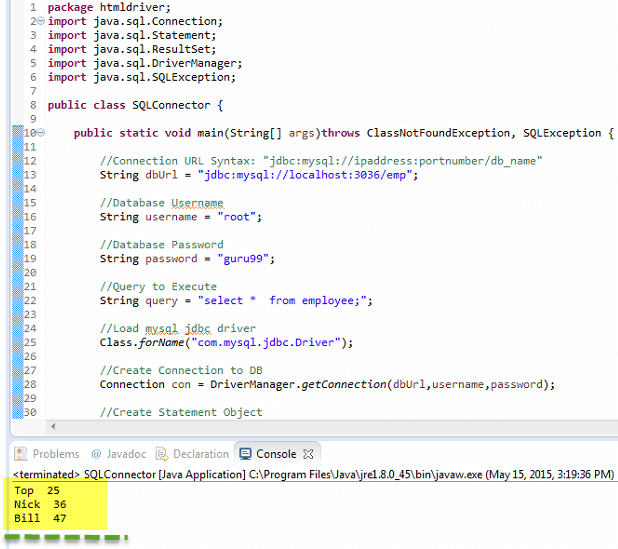 1 package htmldriver;
2 import java.sql.Connection;
3 import java.sql.Statement;
4 import java.sql.ResultSet;
5 import java.sql.DriverManager;
6 import java.sql.SQLException;
7
8 public class SQLConnector {
9
10 public static void main(String[] args)throws ClassNotFoundException, SQLException {
11
12 //Connection URL Syntax: "jdbc:mysql://ipaddress:portnumber/db_name"
13 String dbUrl = "jdbc:mysql://localhost:3036/emp";
14
15 //Database Username
16 String username = "root";
17
18 //Database Password
19 String password = "guru99";
20
21 //Query to Execute
22 String query = "select *  from employee;";
23
24 //Load mysql jdbc driver
25 Class.forName("com.mysql.jdbc.Driver");
26
27 //Create Connection to DB
28 Connection con = DriverManager.getConnection(dbUrl,username,password);
29
30 //Create Statement Object
Problems @ Javadoc Declaration Console
<terminated> SQLConnector [Java Application] C:\Program Files\Java\jre1.8.0_45\bin\javaw.exe (May 15, 2015, 3:19:36 PM)
Top  25
Nick  36
Bill  47